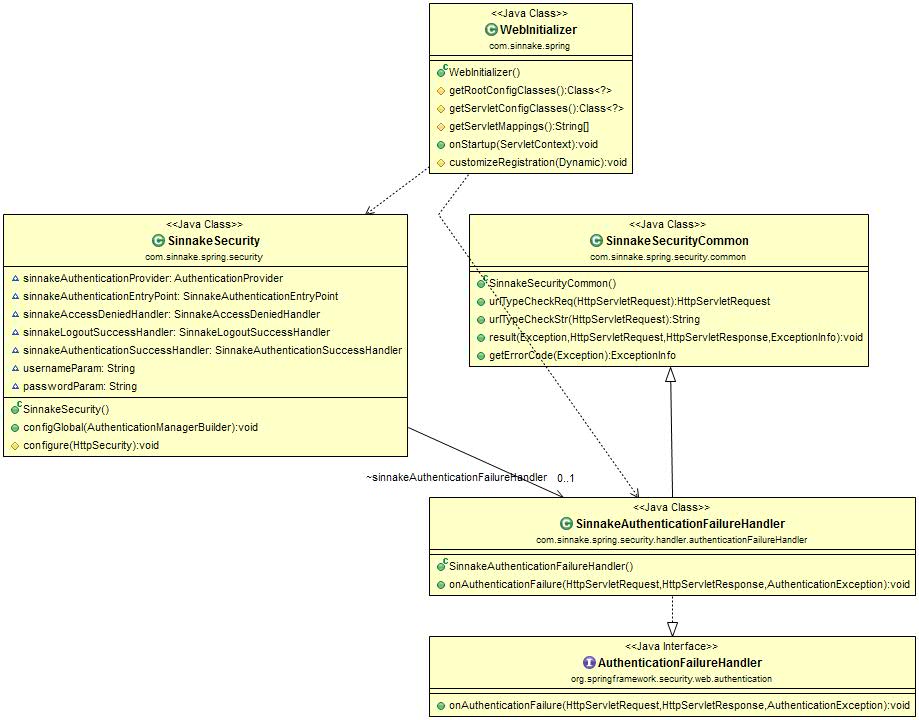 <<Java Class>>
WebInitializer
com.sinnake.spring
WebInitializer()
getRootConfigClasses():Class<?>
getServletConfigClasses():Class<?>
getServletMappings():String[]
onStartup(ServletContext):void
customizeRegistration(Dynamic):void
<<Java Class>>
SinnakeSecurity
com.sinnake.spring.security
sinnakeAuthenticationProvider: AuthenticationProvider
sinnakeAuthenticationEntryPoint: SinnakeAuthenticationEntryPoint
sinnakeAccessDeniedHandler: SinnakeAccessDeniedHandler
sinnakeLogoutSuccessHandler: SinnakeLogoutSuccessHandler
sinnakeAuthenticationSuccessHandler: SinnakeAuthenticationSuccessHandler
usernameParam: String
passwordParam: String
SinnakeSecurity()
configGlobal(AuthenticationManagerBuilder):void
configure(HttpSecurity):void
<<Java Class>>
SinnakeSecurityCommon
com.sinnake.spring.security.common
SinnakeSecurityCommon()
urlTypeCheckReq(HttpServletRequest):HttpServletRequest
urlTypeCheckStr(HttpServletRequest):String
result(Exception,HttpServletRequest,HttpServletResponse,ExceptionInfo):void
getErrorCode(Exception):ExceptionInfo
~sinnakeAuthenticationFailureHandler 0..1
<<Java Class>>
SinnakeAuthenticationFailureHandler
com.sinnake.spring.security.handler.authenticationFailureHandler
SinnakeAuthenticationFailureHandler()
onAuthenticationFailure(HttpServletRequest,HttpServletResponse,AuthenticationException):void
<<Java Interface>>
AuthenticationFailureHandler
org.springframework.security.web.authentication
onAuthenticationFailure(HttpServletRequest,HttpServletResponse,AuthenticationException):void